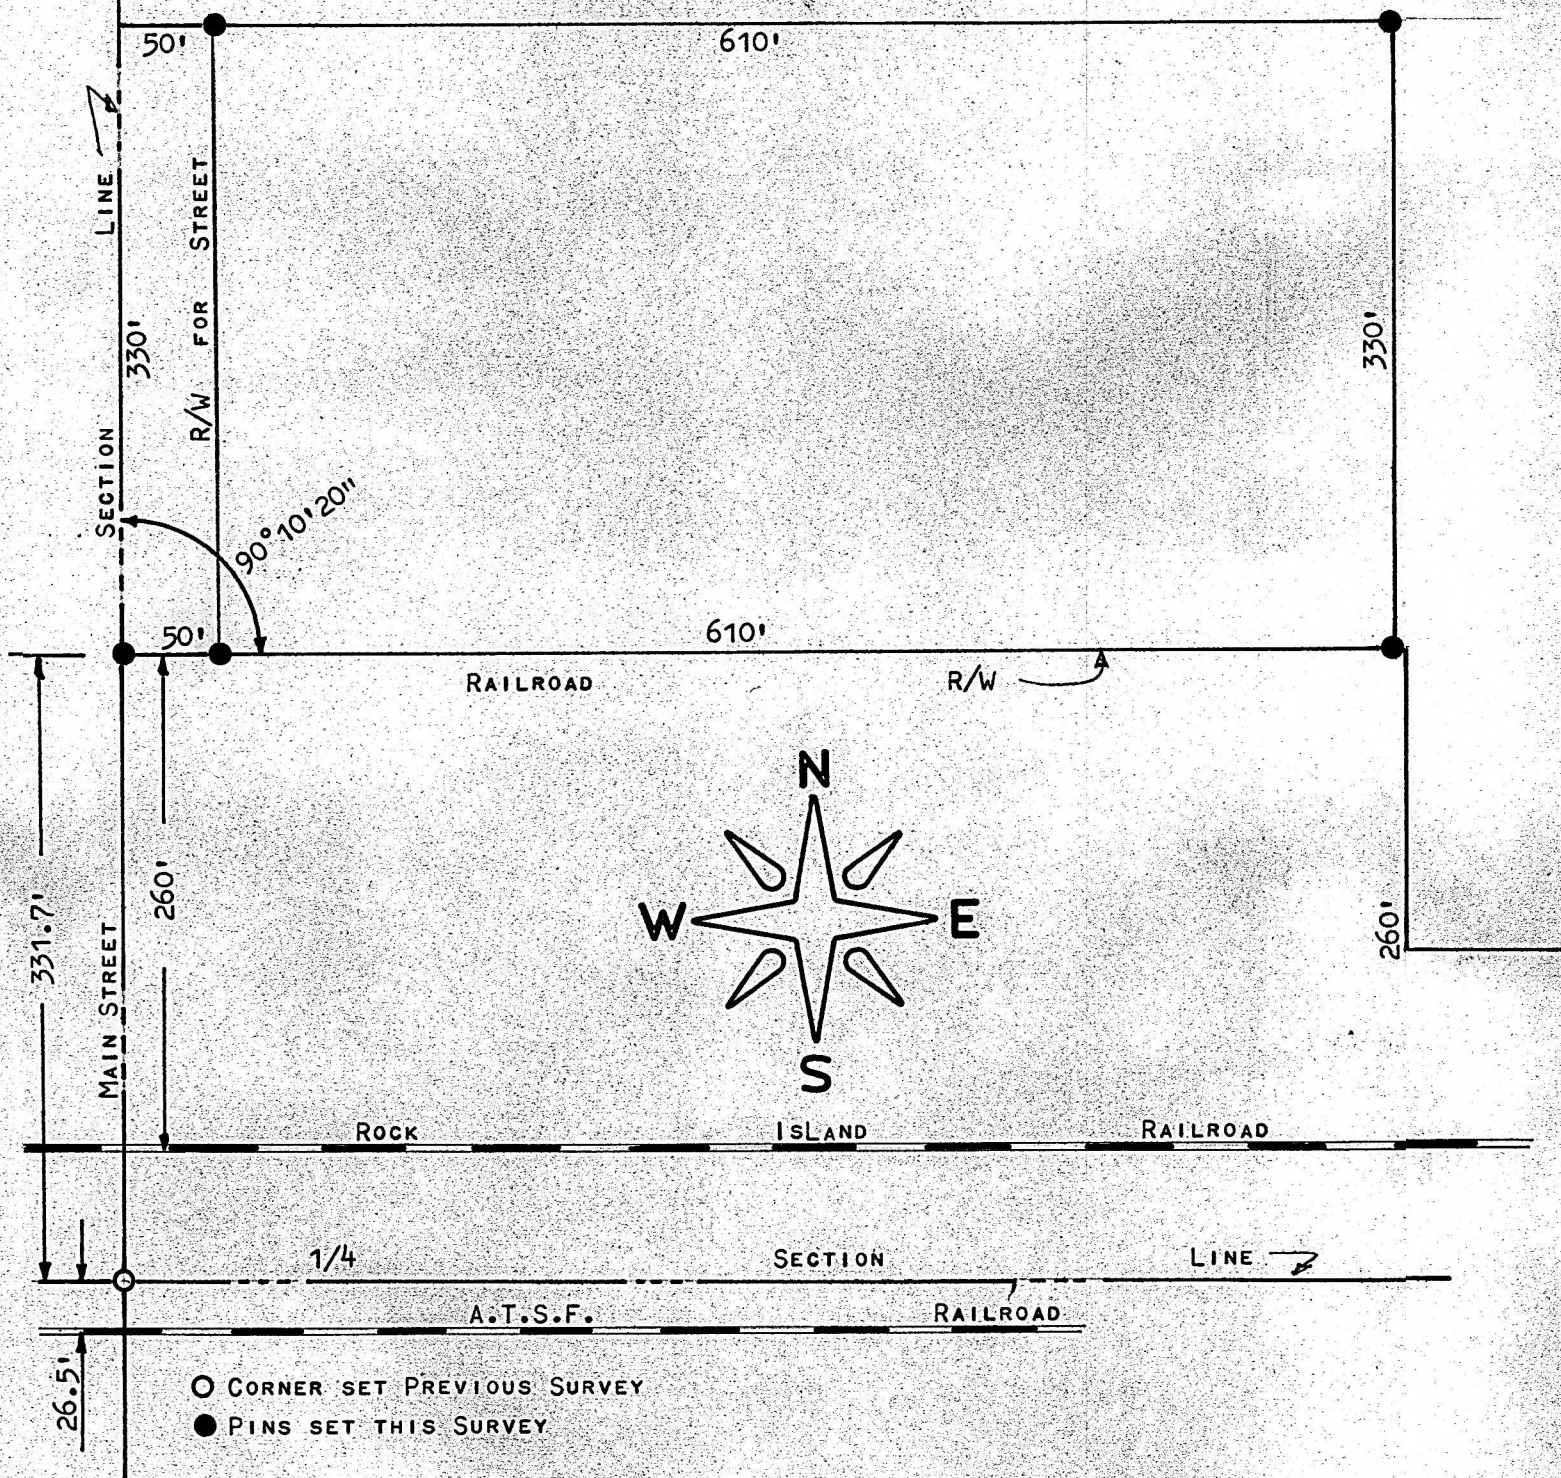 50'
610'
SECTION LINE
R/W FOR STREET
330'
330'
90°10'20"
50'
610'
RAILROAD R/W
N
W
E
S
331.7'
260'
260'
MAIN STREET
ROCK ISLAND RAILROAD
1/4 SECTION LINE
A.T.S.F. RAILROAD
26.5'
CORNER SET PREVIOUS SURVEY
PINS SET THIS SURVEY